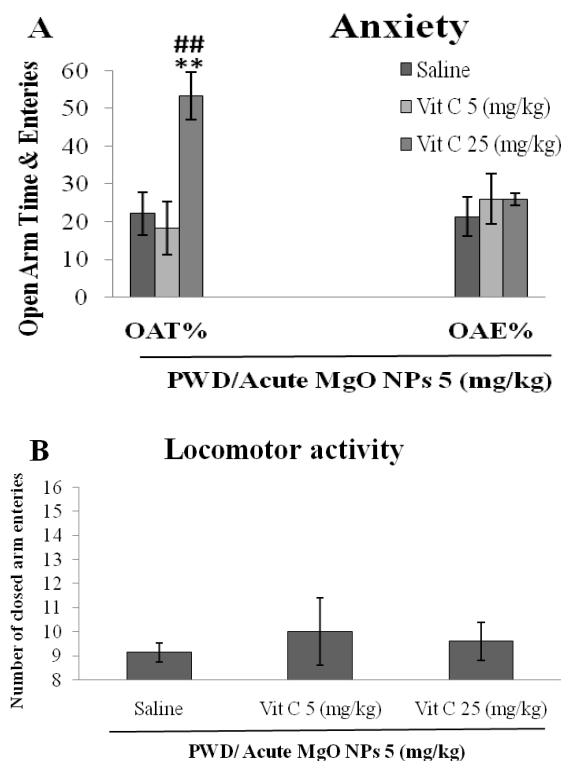 A
Anxiety
##
**
Saline
Vit C 5 (mg/kg)
Vit C 25 (mg/kg)
Open Arm Time & Enteries
60
50
40
30
20
10
0
OAT%
OAE%
PWD/Acute MgO NPs 5 (mg/kg)
B
Locomotor activity
Number of closed arm enteries
16
15
14
13
12
11
10
9
8
Saline
Vit C 5 (mg/kg)
Vit C 25 (mg/kg)
PWD/ Acute MgO NPs 5 (mg/kg)